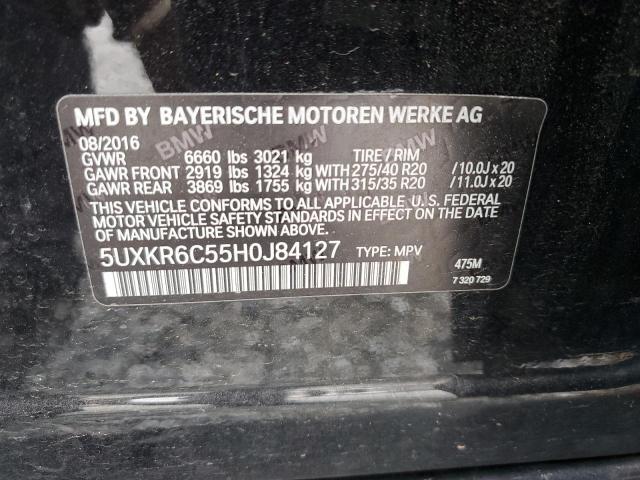 MFD BY BAYERISCHE MOTOREN WERKE AG
08/2016
GVWR 6660 lbs 3021 kg TIRE / RIM
GAWR FRONT 2919 lbs 1324 kg WITH 275/40 R20 /10.0J x 20
GAWR REAR 3869 lbs 1755 kg WITH 315/35 R20 /11.0J x 20
THIS VEHICLE CONFORMS TO ALL APPLICABLE U. S. FEDERAL
MOTOR VEHICLE SAFETY STANDARDS IN EFFECT ON THE DATE
OF MANUFACTURE SHOWN ABOVE.
5UXKR6C55H0J84127 TYPE: MPV
475M
7 320 729